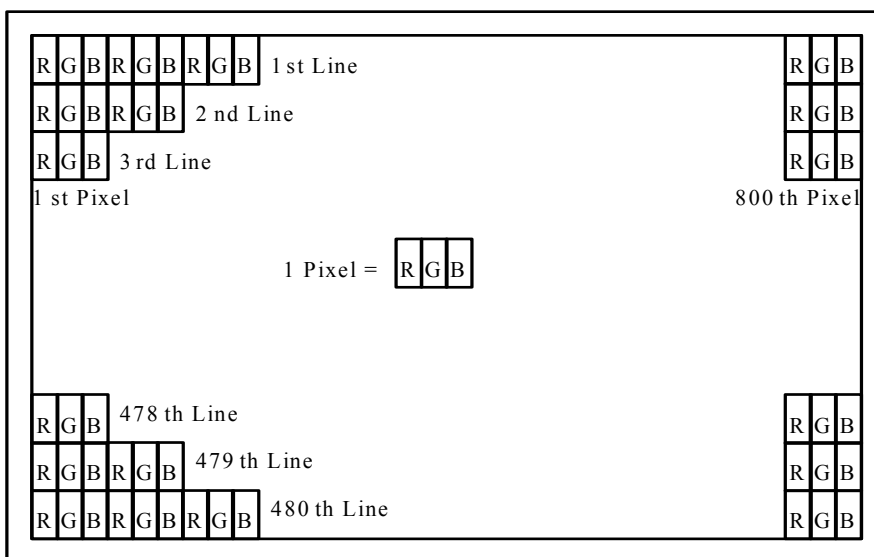 R G B R G B R G B 1 st Line R G B
R G B R G B 2 nd Line R G B
R G B 3 rd Line R G B
1 st Pixel 800 th Pixel
1 Pixel = R G B
R G B 478 th Line R G B
R G B R G B 479 th Line R G B
R G B R G B R G B 480 th Line R G B